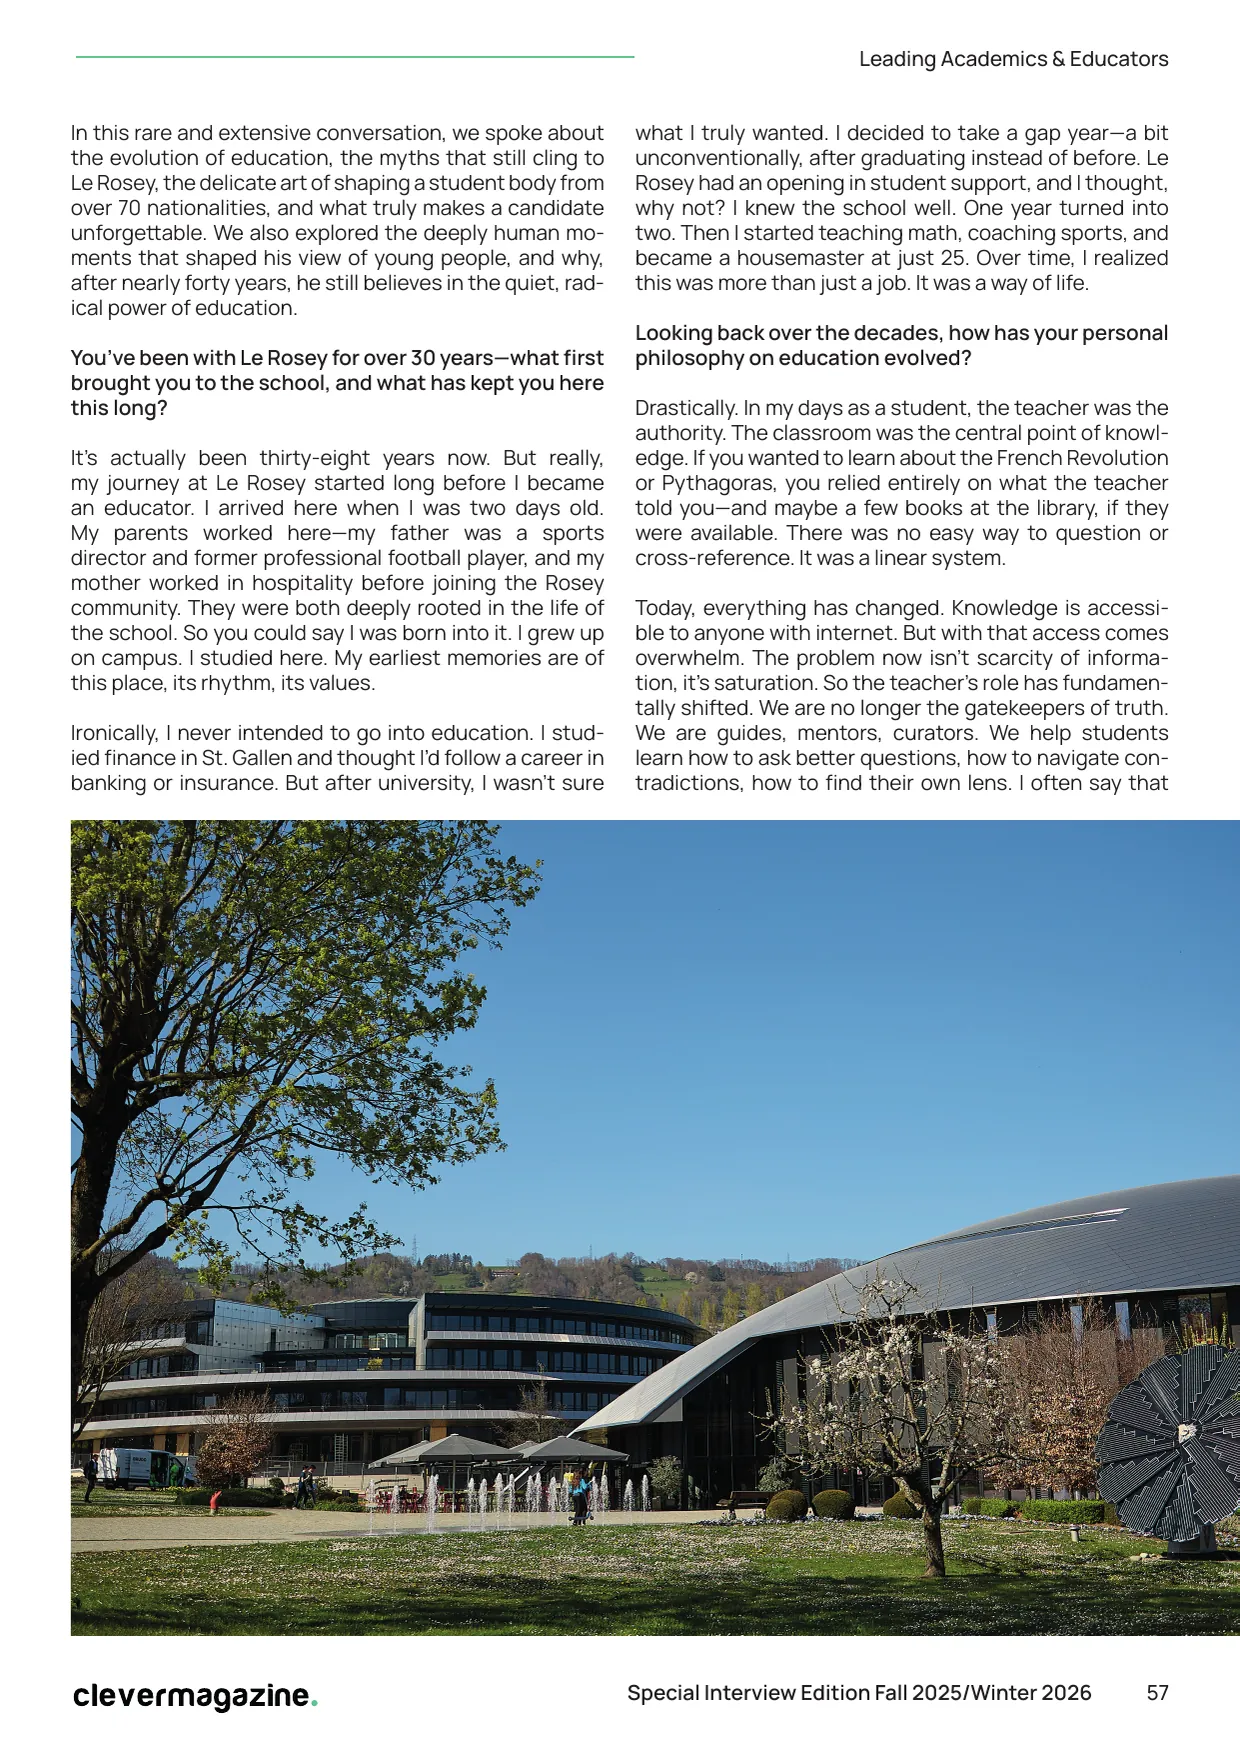 Leading Academics & Educators
In this rare and extensive conversation, we spoke about
the evolution of education, the myths that still cling to
Le Rosey, the delicate art of shaping a student body from
over 70 nationalities, and what truly makes a candidate
unforgettable. We also explored the deeply human mo-
ments that shaped his view of young people, and why,
after nearly forty years, he still believes in the quiet, rad-
ical power of education.
You've been with Le Rosey for over 30 years—what first
brought you to the school, and what has kept you here
this long?
It's actually been thirty-eight years now. But really,
my journey at Le Rosey started long before I became
an educator. I arrived here when I was two days old.
My parents worked here—my father was a sports
director and former professional football player, and my
mother worked in hospitality before joining the Rosey
community. They were both deeply rooted in the life of
the school. So you could say I was born into it. I grew up
on campus. I studied here. My earliest memories are of
this place, its rhythm, its values.
Ironically, I never intended to go into education. I stud-
ied finance in St. Gallen and thought I'd follow a career in
banking or insurance. But after university, I wasn't sure
what I truly wanted. I decided to take a gap year—a bit
unconventionally, after graduating instead of before. Le
Rosey had an opening in student support, and I thought,
why not? I knew the school well. One year turned into
two. Then I started teaching math, coaching sports, and
became a housemaster at just 25. Over time, I realized
this was more than just a job. It was a way of life.
Looking back over the decades, how has your personal
philosophy on education evolved?
Drastically. In my days as a student, the teacher was the
authority. The classroom was the central point of knowl-
edge. If you wanted to learn about the French Revolution
or Pythagoras, you relied entirely on what the teacher
told you—and maybe a few books at the library, if they
were available. There was no easy way to question or
cross-reference. It was a linear system.
Today, everything has changed. Knowledge is accessi-
ble to anyone with internet. But with that access comes
overwhelm. The problem now isn't scarcity of informa-
tion, it's saturation. So the teacher's role has fundamen-
tally shifted. We are no longer the gatekeepers of truth.
We are guides, mentors, curators. We help students
learn how to ask better questions, how to navigate con-
tradictions, how to find their own lens. I often say that
clevermagazine.
Special Interview Edition Fall 2025/Winter 2026
57